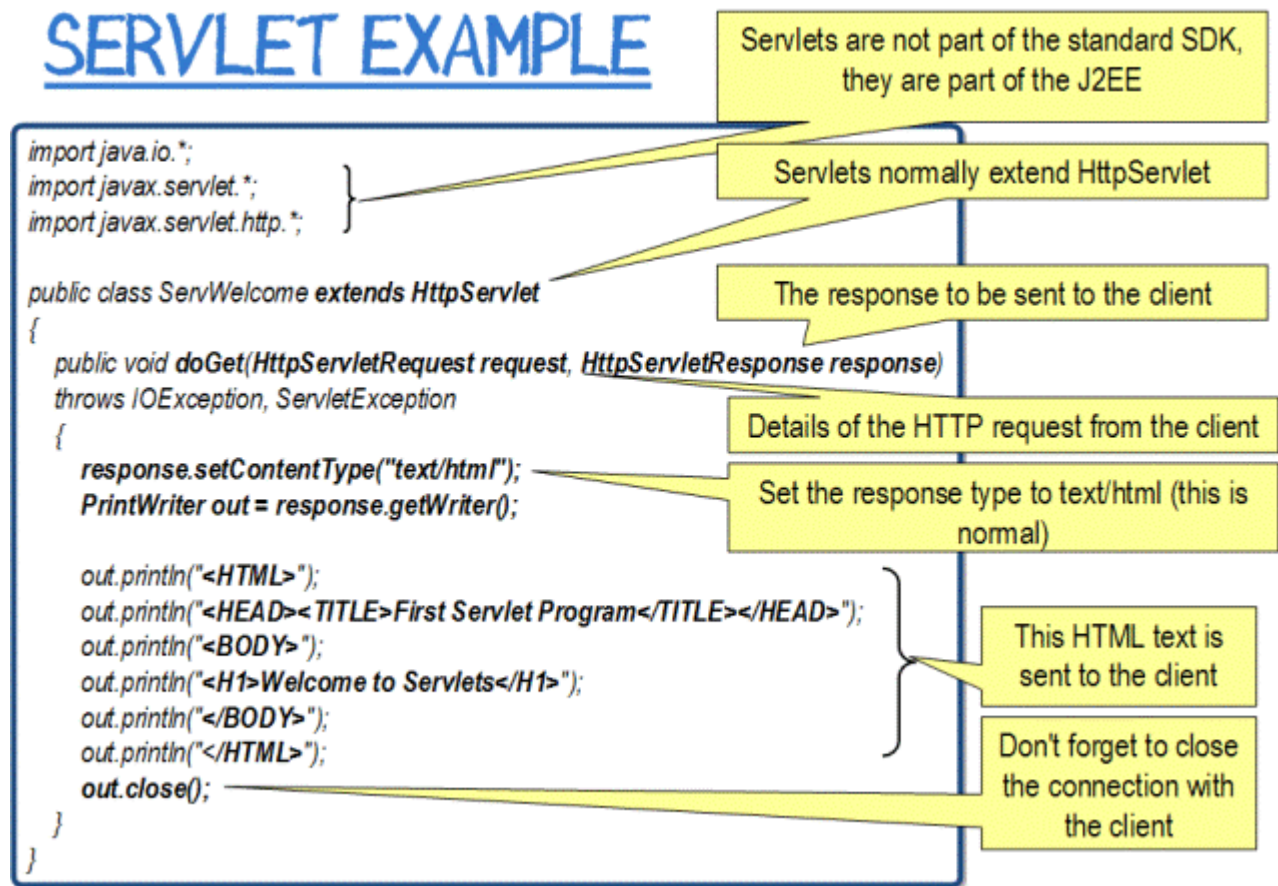 SERVLET EXAMPLE
Servlets are not part of the standard SDK,
they are part of the J2EE
import java.io.*;
import javax.servlet.*;
import javax.servlet.http.*;
Servlets normally extend HttpServlet
public class ServWelcome extends HttpServlet
The response to be sent to the client
{
public void doGet(HttpServletRequest request, HttpServletResponse response)
throws IOException, ServletException
Details of the HTTP request from the client
{
response.setContentType("text/html");
PrintWriter out = response.getWriter();
Set the response type to text/html (this is
normal)
out.println("<HTML>");
out.println("<HEAD><TITLE>First Servlet Program</TITLE></HEAD>");
out.println("<BODY>");
out.println("<H1>Welcome to Servlets</H1>");
out.println("</BODY>");
out.println("</HTML>");
This HTML text is
sent to the client
out.close();
Don't forget to close
the connection with
the client
}
}